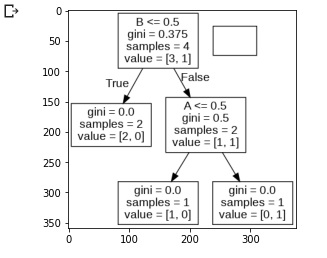 0
50
100
150
200
250
300
350
B <= 0.5
gini = 0.375
samples = 4
value = [3, 1]
True
False
gini = 0.0
samples = 2
value = [2, 0]
A <= 0.5
gini = 0.5
samples = 2
value = [1, 1]
gini = 0.0
samples = 1
value = [1, 0]
gini = 0.0
samples = 1
value = [0, 1]
0
100
200
300